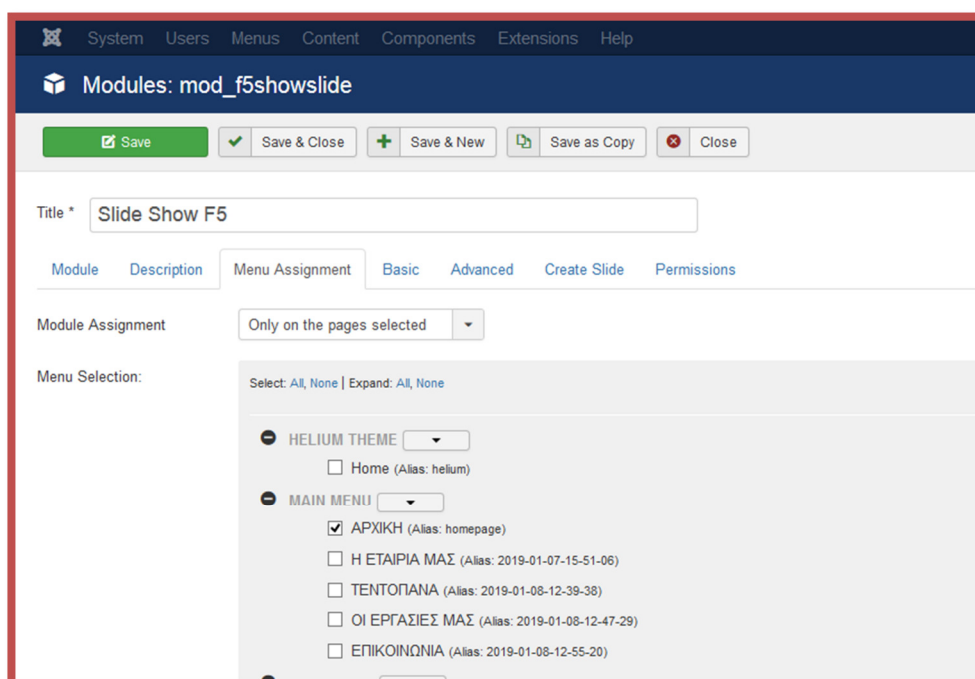 System Users Menus Content Components Extensions Help
Modules: mod_f5showslide
Save Save & Close Save & New Save as Copy Close
Title * Slide Show F5
Module Description Menu Assignment Basic Advanced Create Slide Permissions
Module Assignment Only on the pages selected
Menu Selection:
Select: All, None | Expand: All, None
HELIUM THEME
Home (Alias: helium)
MAIN MENU
ΑΡΧΙΚΗ (Alias: homepage)
Η ΕΤΑΙΡΙΑ ΜΑΣ (Alias: 2019-01-07-15-51-06)
ΤΕΝΤΟΠΑΝΑ (Alias: 2019-01-08-12-39-38)
ΟΙ ΕΡΓΑΣΙΕΣ ΜΑΣ (Alias: 2019-01-08-12-47-29)
ΕΠΙΚΟΙΝΩΝΙΑ (Alias: 2019-01-08-12-55-20)